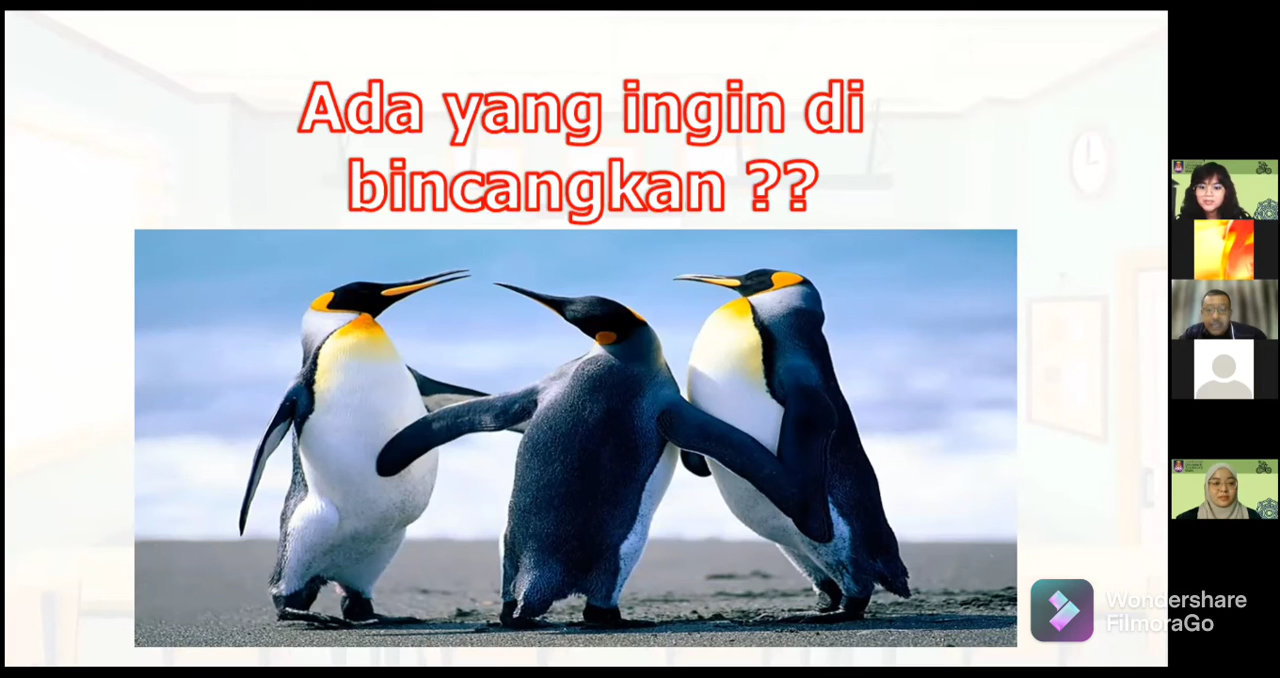 Ada yang ingin di
bincangkan ??
Wondershare
FilmoraGo